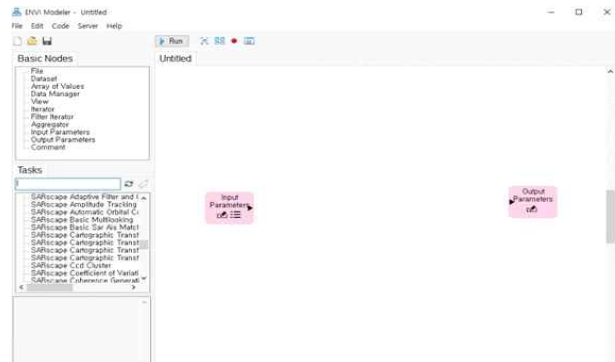 ENVI Modeler - Untitled
File Edit Code Server Help
Run
Basic Nodes
Untitled
File
Dataset
Array of Values
Data Manager
View
Iterator
Filter Iterator
Aggregator
Input Parameters
Output Parameters
Comment
Tasks
SARscape Adaptive Filter and
SARscape Amplitude Tracking
SARscape Automatic Orbital C
SARscape Basic Multilooking
SARscape Basic Sar Ais Matc
SARscape Cartographic Transf
SARscape Cartographic Transf
SARscape Cartographic Transf
SARscape Cartographic Transf
SARscape Ccd Cluster
SARscape Coefficient of Variati
SARscape Coherence Generati
Input
Parameters
Output
Parameters